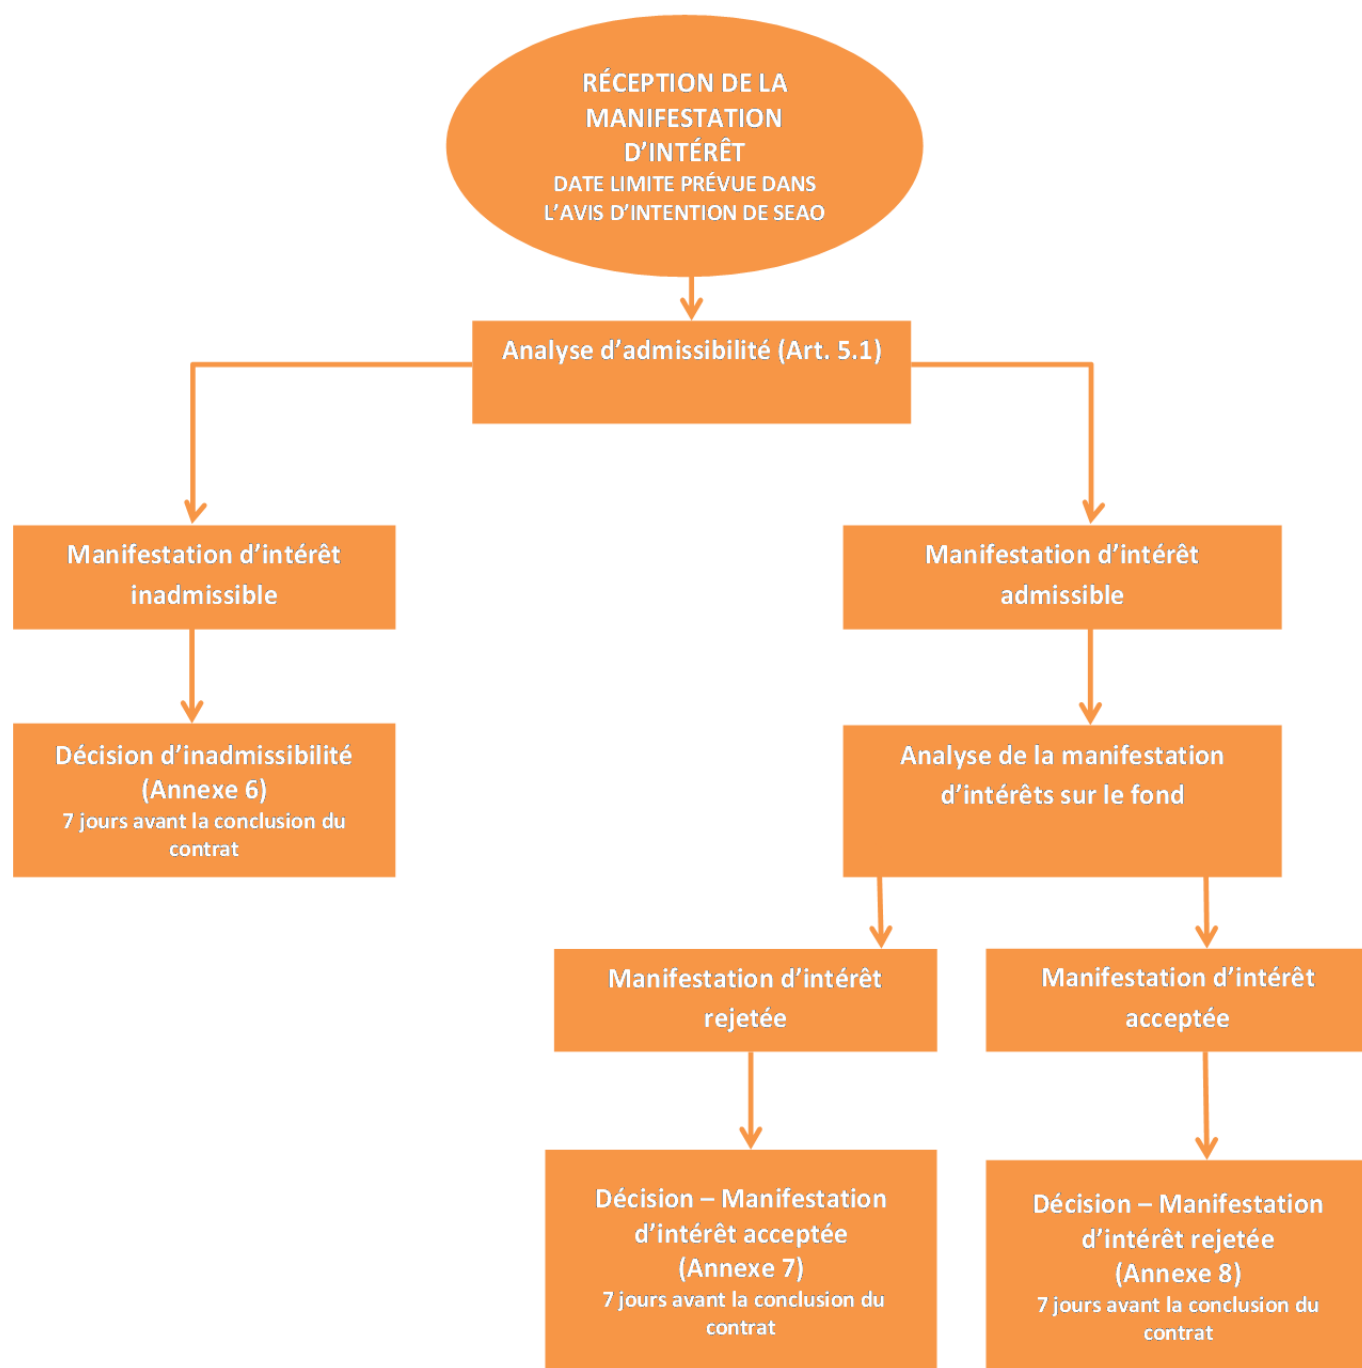 RÉCEPTION DE LA
MANIFESTATION
D'INTÉRÊT
DATE LIMITE PRÉVUE DANS
L'AVIS D'INTENTION DE SEAO
Analyse d'admissibilité (Art. 5.1)
Manifestation d'intérêt
inadmissible
Manifestation d'intérêt
admissible
Décision d'inadmissibilité
(Annexe 6)
7 jours avant la conclusion du
contrat
Analyse de la manifestation
d'intérêts sur le fond
Manifestation d'intérêt
rejetée
Manifestation d'intérêt
acceptée
Décision – Manifestation
d'intérêt acceptée
(Annexe 7)
7 jours avant la conclusion du
contrat
Décision – Manifestation
d'intérêt rejetée
(Annexe 8)
7 jours avant la conclusion du
contrat